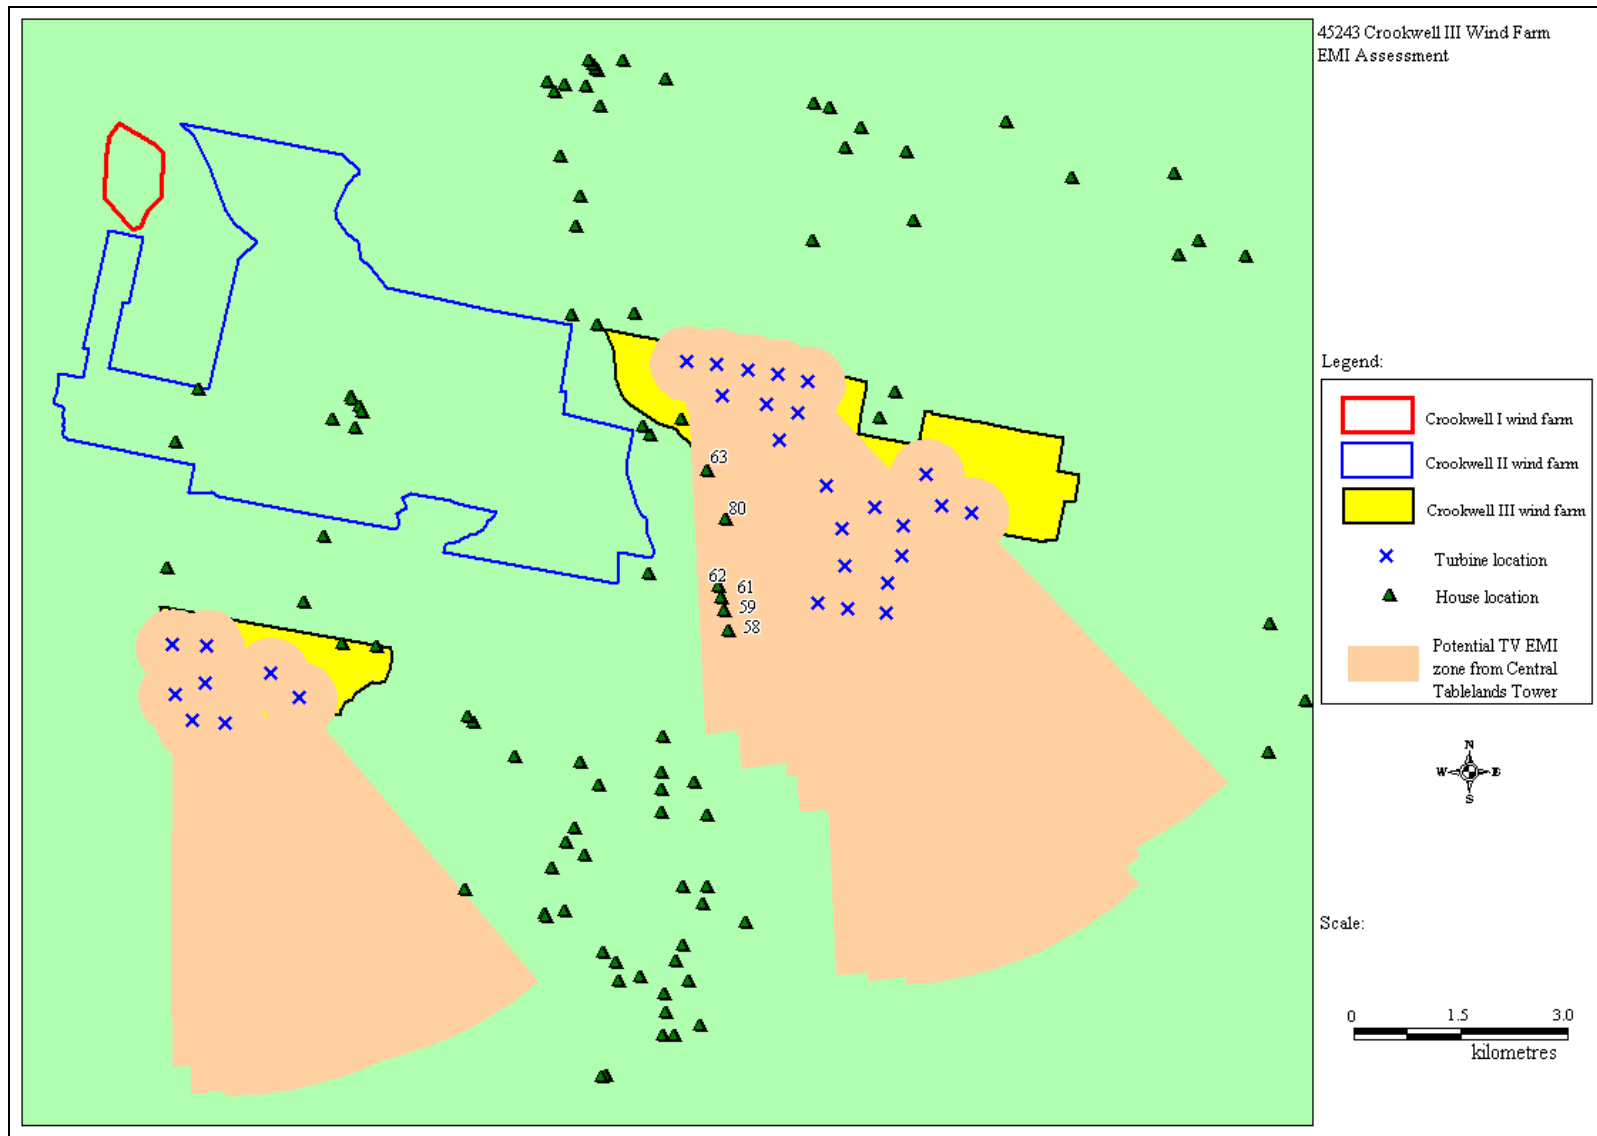 45243 Crookwell III Wind Farm
EMI Assessment
63
80
62
61
59
58
Legend:
Crookwell I wind farm
Crookwell II wind farm
Crookwell III wind farm
Turbine location
House location
Potential TV EMI
zone from Central
Tablelands Tower
N
W E
S
Scale:
0 1.5 3.0
kilometres